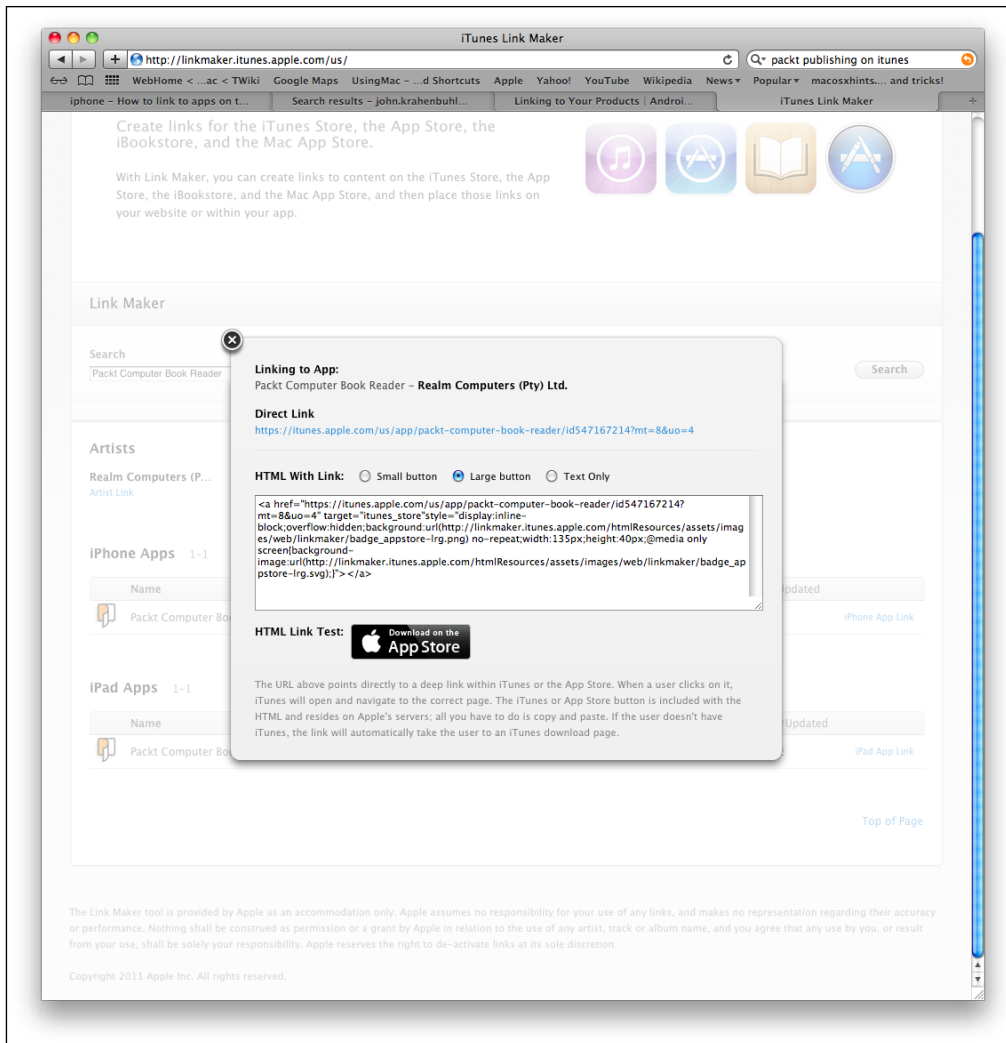 iTunes Link Maker
http://linkmaker.itunes.apple.com/us/
packt publishing on itunes
WebHome < ...ac < TWiki Google Maps UsingMac – ...d Shortcuts Apple Yahoo! YouTube Wikipedia News Popular macosxhints.... and tricks!
iphone – How to link to apps on t... Search results – john.krahenbuhl... Linking to Your Products | Androi... iTunes Link Maker
Create links for the iTunes Store, the App Store, the
iBookstore, and the Mac App Store.
With Link Maker, you can create links to content on the iTunes Store, the App
Store, the iBookstore, and the Mac App Store, and then place those links on
your website or within your app.
Link Maker
Search
Packt Computer Book Reader
Search
Linking to App:
Packt Computer Book Reader – Realm Computers (Pty) Ltd.
Direct Link
https://itunes.apple.com/us/app/packt-computer-book-reader/id547167214?mt=8&uo=4
HTML With Link: Small button Large button Text Only
<a href="https://itunes.apple.com/us/app/packt-computer-book-reader/id547167214?
mt=8&uo=4" target="itunes_store"style="display:inline-
block;overflow:hidden;background:url(http://linkmaker.itunes.apple.com/htmlResources/assets/imag
es/web/linkmaker/badge_appstore-lrg.png) no-repeat;width:135px;height:40px;@media only
screen{background-
image:url(http://linkmaker.itunes.apple.com/htmlResources/assets/images/web/linkmaker/badge_ap
pstore-lrg.svg);}"></a>
HTML Link Test:
Download on the
App Store
The URL above points directly to a deep link within iTunes or the App Store. When a user clicks on it,
iTunes will open and navigate to the correct page. The iTunes or App Store button is included with the
HTML and resides on Apple's servers; all you have to do is copy and paste. If the user doesn't have
iTunes, the link will automatically take the user to an iTunes download page.
Artists
Realm Computers (P...
Artist Link
iPhone Apps 1-1
Name
Packt Computer Bo
iPhone App Link
iPad Apps 1-1
Name Updated
Packt Computer Bo
iPad App Link
Top of Page
The Link Maker tool is provided by Apple as an accommodation only. Apple assumes no responsibility for your use of any links, and makes no representation regarding their accuracy
or performance. Nothing shall be construed as permission or a grant by Apple in relation to the use of any artist, track or album name, and you agree that any use by you, or result
from your use, shall be solely your responsibility. Apple reserves the right to de-activate links at its sole discretion.
Copyright 2011 Apple Inc. All rights reserved.